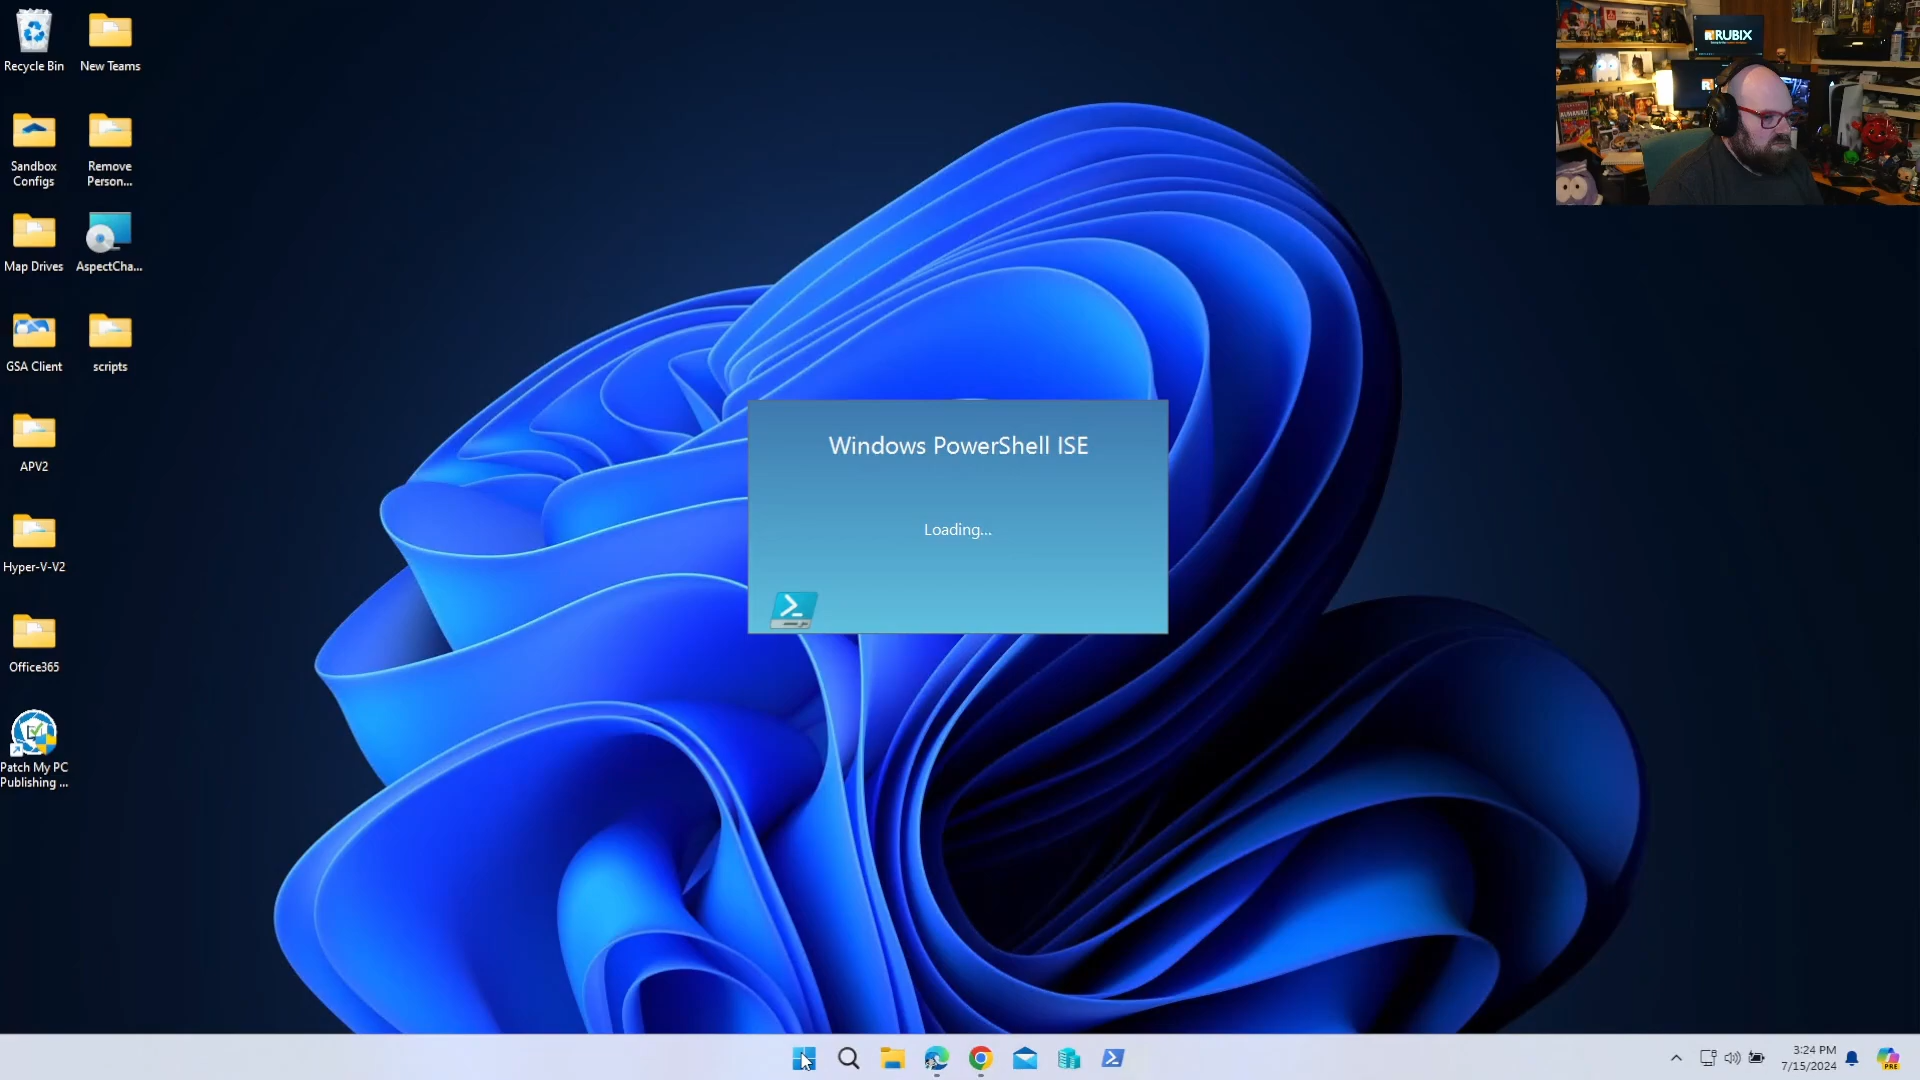 Recycle Bin
New Teams
Sandbox
Configs
Remove
Person...
Map Drives
AspectCha...
GSA Client
scripts
APV2
Hyper-V-V2
Office365
Patch My PC
Publishing ...
Windows PowerShell ISE
Loading...
RUBIX
3:24 PM
7/15/2024
PRE